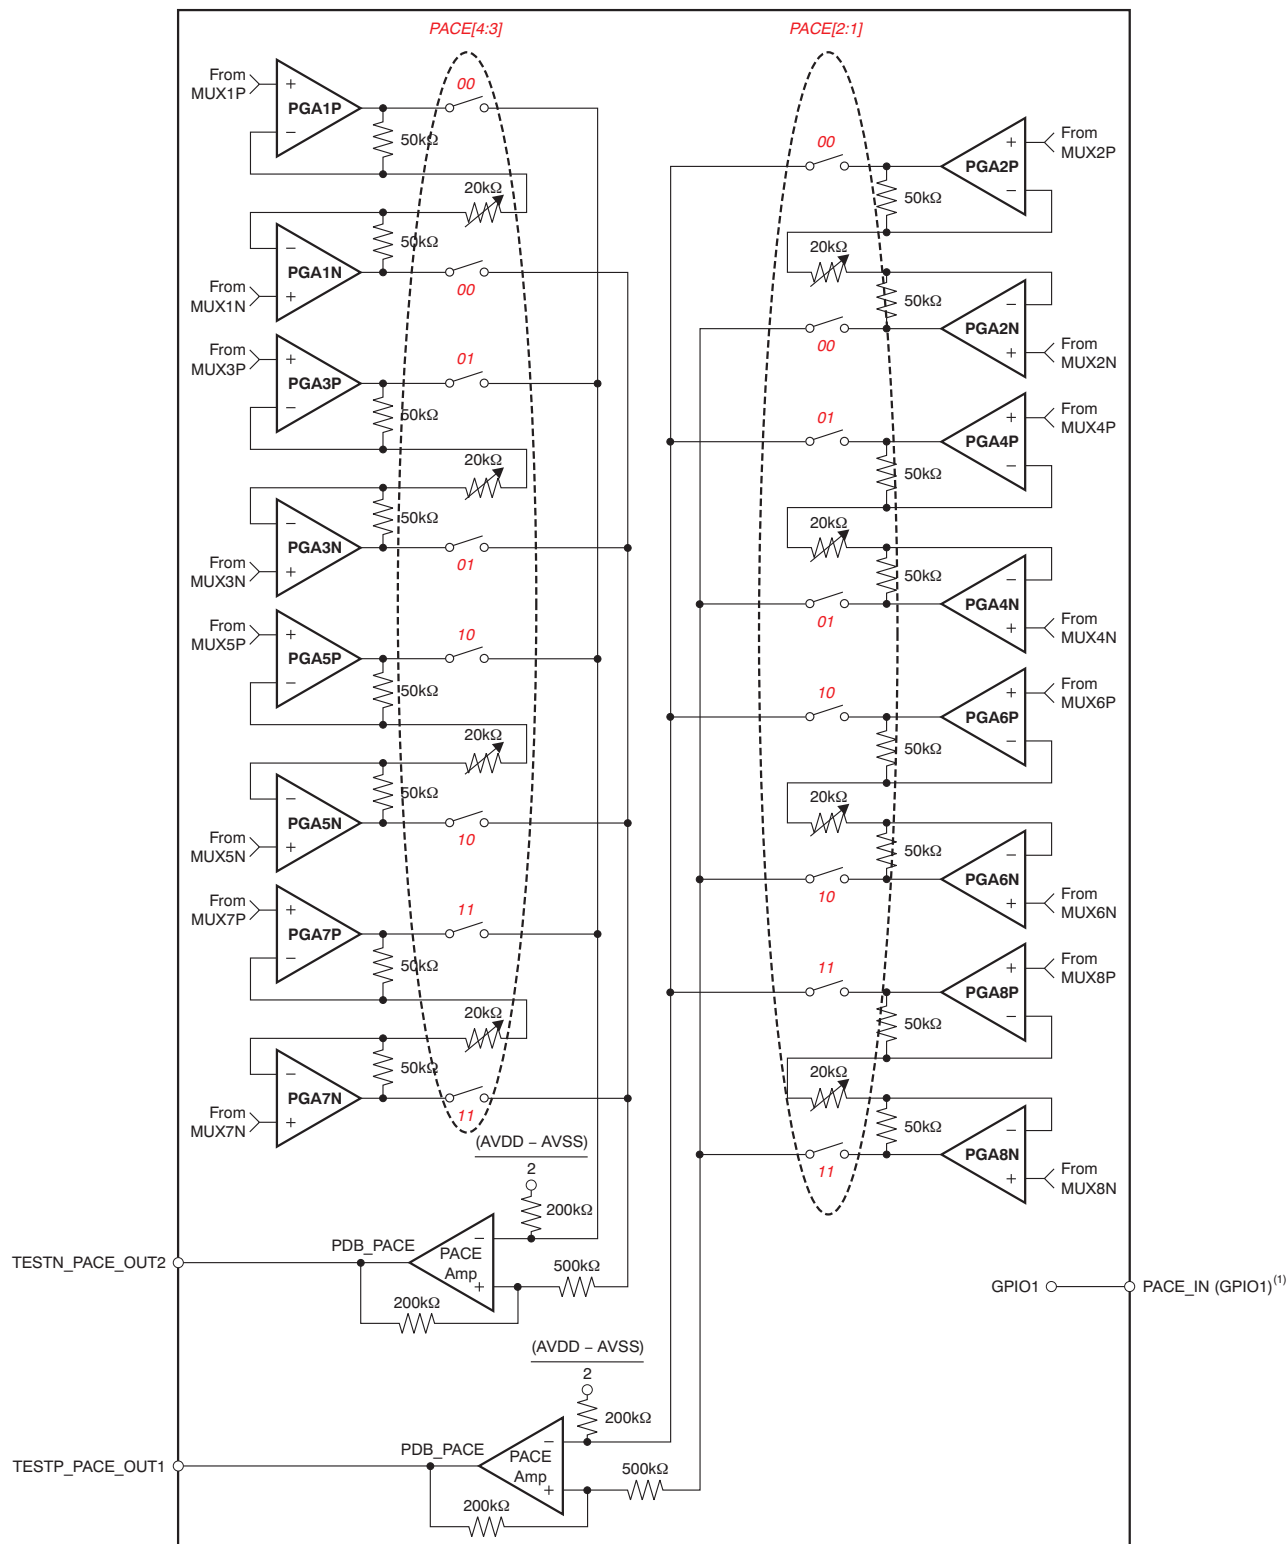 PACE[4:3]
PACE[2:1]
From
MUX1P
+
PGA1P
−
00
50kΩ
20kΩ
−
PGA1N
+
50kΩ
00
From
MUX1N
From
MUX3P
+
PGA3P
−
01
50kΩ
20kΩ
−
PGA3N
+
50kΩ
01
From
MUX3N
From
MUX5P
+
PGA5P
−
10
50kΩ
20kΩ
−
PGA5N
+
50kΩ
10
From
MUX5N
From
MUX7P
+
PGA7P
−
11
50kΩ
20kΩ
−
PGA7N
+
50kΩ
11
From
MUX7N
00
+
PGA2P
−
From
MUX2P
50kΩ
20kΩ
50kΩ
−
PGA2N
+
00
From
MUX2N
01
+
PGA4P
−
From
MUX4P
50kΩ
20kΩ
50kΩ
−
PGA4N
+
01
From
MUX4N
10
+
PGA6P
−
From
MUX6P
50kΩ
20kΩ
50kΩ
−
PGA6N
+
10
From
MUX6N
11
+
PGA8P
−
From
MUX8P
50kΩ
20kΩ
50kΩ
−
PGA8N
+
11
From
MUX8N
(AVDD − AVSS)
2
200kΩ
TESTN_PACE_OUT2
PDB_PACE
−
PACE
Amp
+
500kΩ
200kΩ
GPIO1
PACE_IN (GPIO1)(1)
(AVDD − AVSS)
2
200kΩ
TESTP_PACE_OUT1
PDB_PACE
−
PACE
Amp
+
500kΩ
200kΩ